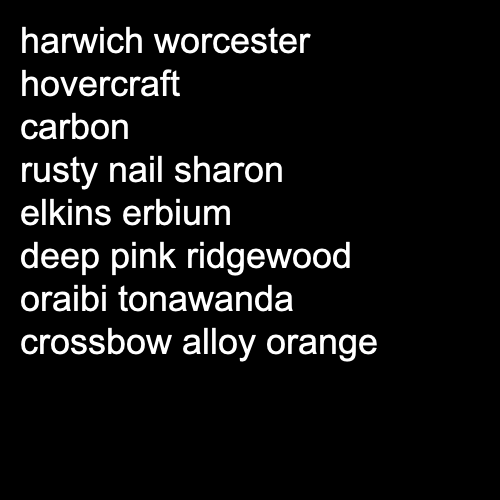 harwich worcester
hovercraft
carbon
rusty nail sharon
elkins erbium
deep pink ridgewood
oraibi tonawanda
crossbow alloy orange